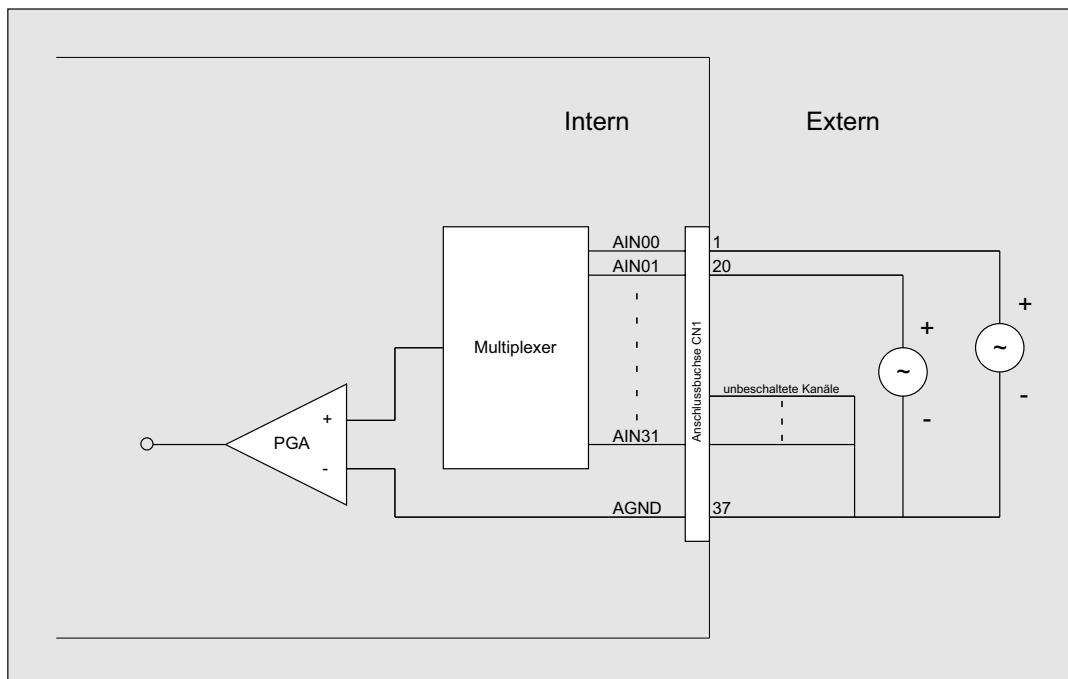 Intern
Extern
AIN00
1
AIN01
20
+
+
Multiplexer
~
~
Anschlussbuchse CN1
unbeschaltete Kanäle
-
-
+
PGA
-
AIN31
AGND
37